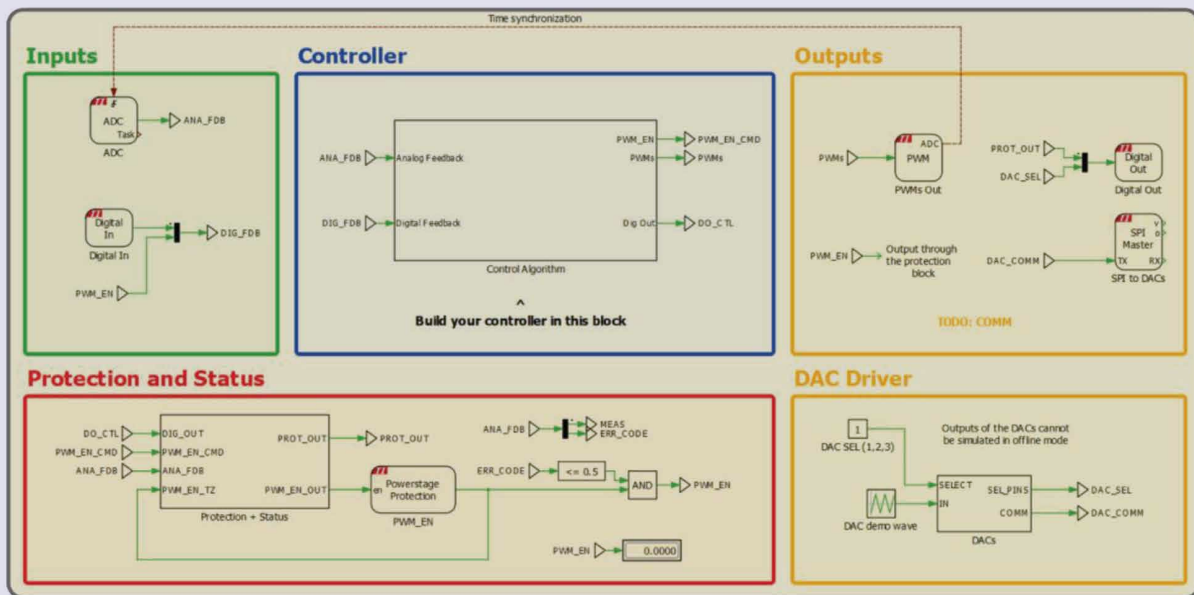 Time synchronization
Inputs
ADC
Task
ADC
ANA_FDB
Digital
In
Digital In
DIG_FDB
PWM_EN
Controller
ANA_FDB
Analog Feedback
DIG_FDB
Digital Feedback
PWM_EN
PWM_EN_CMD
PWMs
PWMs
Dig Out
DO_CTL
Control Algorithm
^
Build your controller in this block
Outputs
PWMs
ADC
PWM
PWMs Out
PROT_OUT
DAC_SEL
Digital
Out
Digital Out
PWM_EN
Output through
the protection
block
DAC_COMM
SPI
Master
TX
RX
SPI to DACs
TODO: COMM
Protection and Status
DO_CTL
DIG_OUT
PWM_EN_CMD
PWM_EN_CMD
ANA_FDB
ANA_FDB
PWM_EN_TZ
PROT_OUT
PROT_OUT
PWM_EN_OUT
Protection + Status
en
Powerstage
Protection
PWM_EN
ANA_FDB
MEAS
ERR_CODE
ERR_CODE
<= 0.5
AND
PWM_EN
PWM_EN
0.0000
DAC Driver
1
DAC SEL (1,2,3)
Outputs of the DACs cannot
be simulated in offline mode
SELECT
IN
SEL_PINS
DAC_SEL
COMM
DAC_COMM
DAC demo wave
DACs